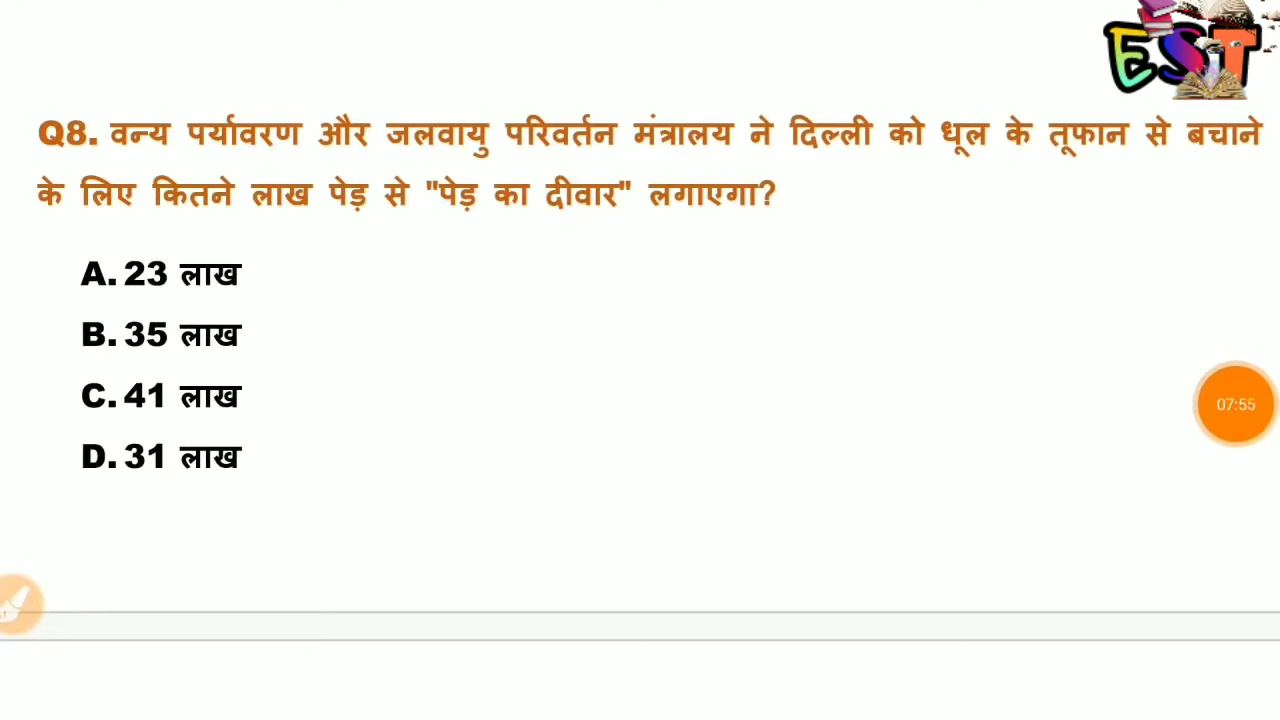 EST
Q8. वन्य पर्यावरण और जलवायु परिवर्तन मंत्रालय ने दिल्ली को धूल के तूफान से बचाने
के लिए कितने लाख पेड़ से "पेड़ का दीवार" लगाएगा?
A. 23 लाख
B. 35 लाख
C. 41 लाख
07:55
D. 31 लाख